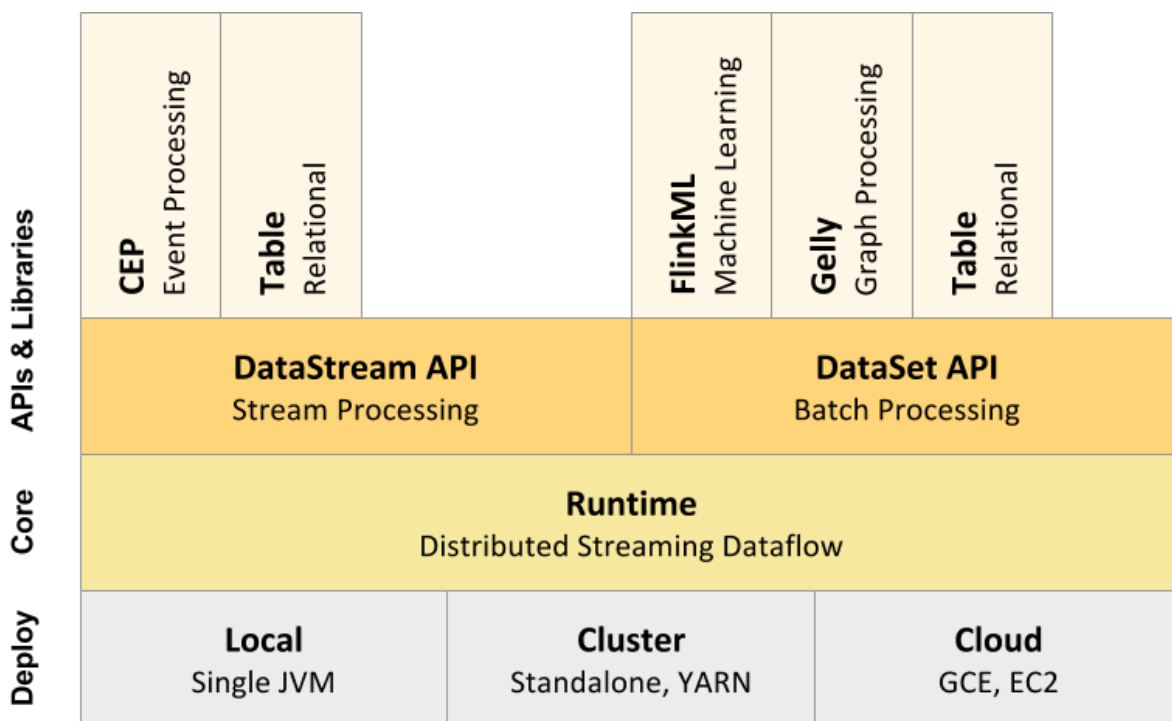 CEP
Event Processing
Table
Relational
FlinkML
Machine Learning
Gelly
Graph Processing
Table
Relational
APIs & Libraries
DataStream API
Stream Processing
DataSet API
Batch Processing
Core
Runtime
Distributed Streaming Dataflow
Deploy
Local
Single JVM
Cluster
Standalone, YARN
Cloud
GCE, EC2